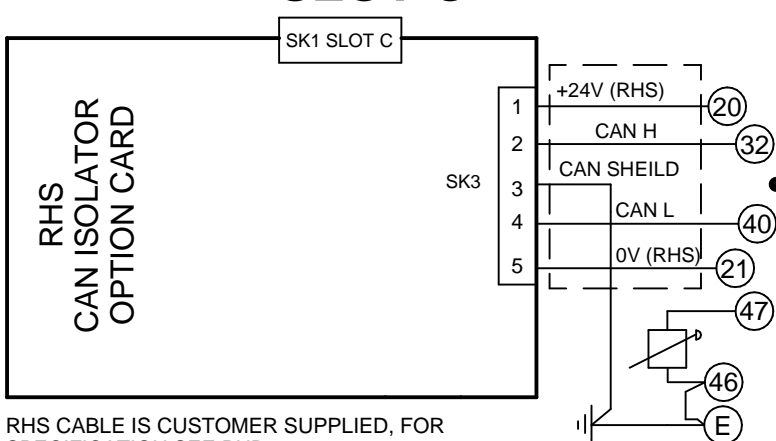 SK1 SLOT C
RHS
CAN ISOLATOR
OPTION CARD
SK3
1 +24V (RHS) 20
2 CAN H 32
3 CAN SHEILD
4 CAN L 40
5 0V (RHS) 21
47
46
E
RHS CABLE IS CUSTOMER SUPPLIED, FOR